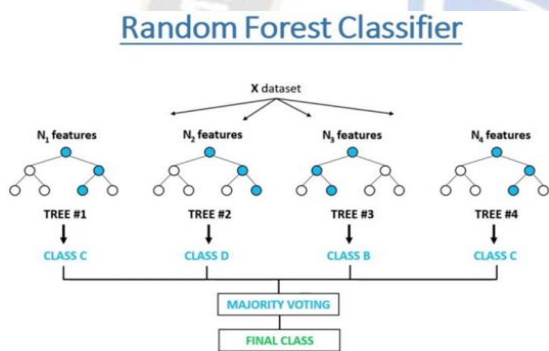 Random Forest Classifier
X dataset
N₁ features N₂ features N₃ features N₄ features
TREE #1 TREE #2 TREE #3 TREE #4
CLASS C CLASS D CLASS B CLASS C
MAJORITY VOTING
FINAL CLASS